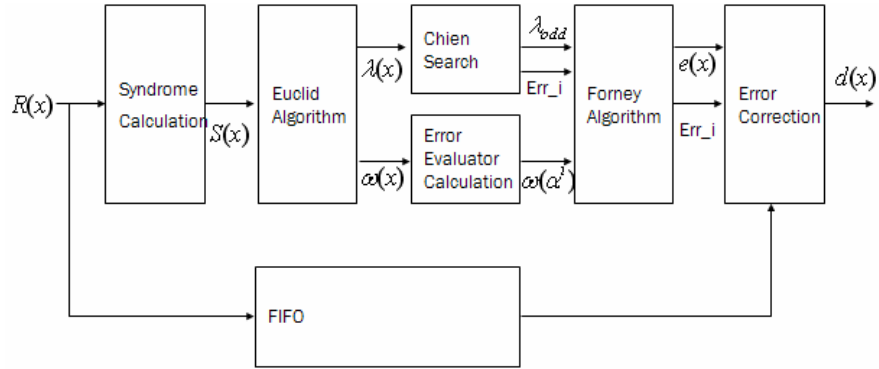 R(x)
Syndrome
Calculation
S(x)
Euclid
Algorithm
λ(x)
ω(x)
Chien
Search
λodd
Err_i
Error
Evaluator
Calculation
ω(α^i)
Forney
Algorithm
e(x)
Err_i
Error
Correction
d(x)
FIFO